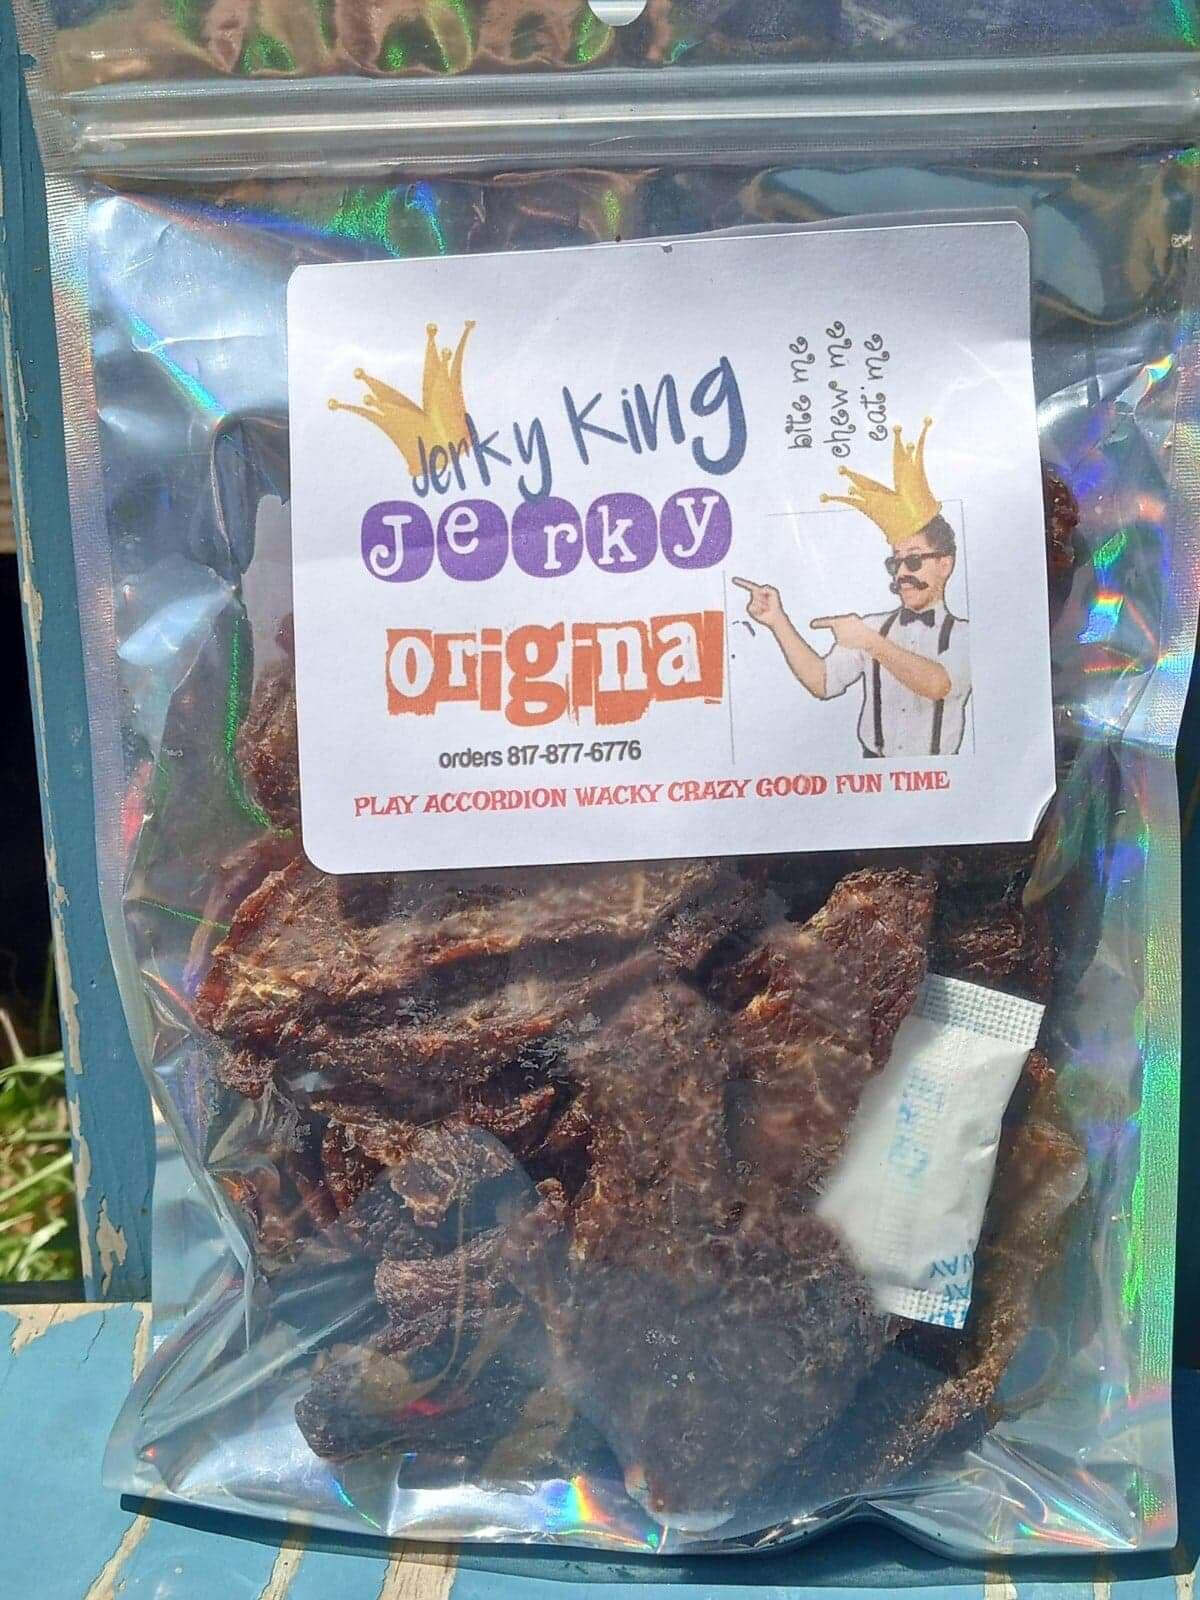 Jerky King
Jerky
origina
orders 817-877-6776
PLAY ACCORDION WACKY CRAZY GOOD FUN TIME
bite me
chew me
eat me